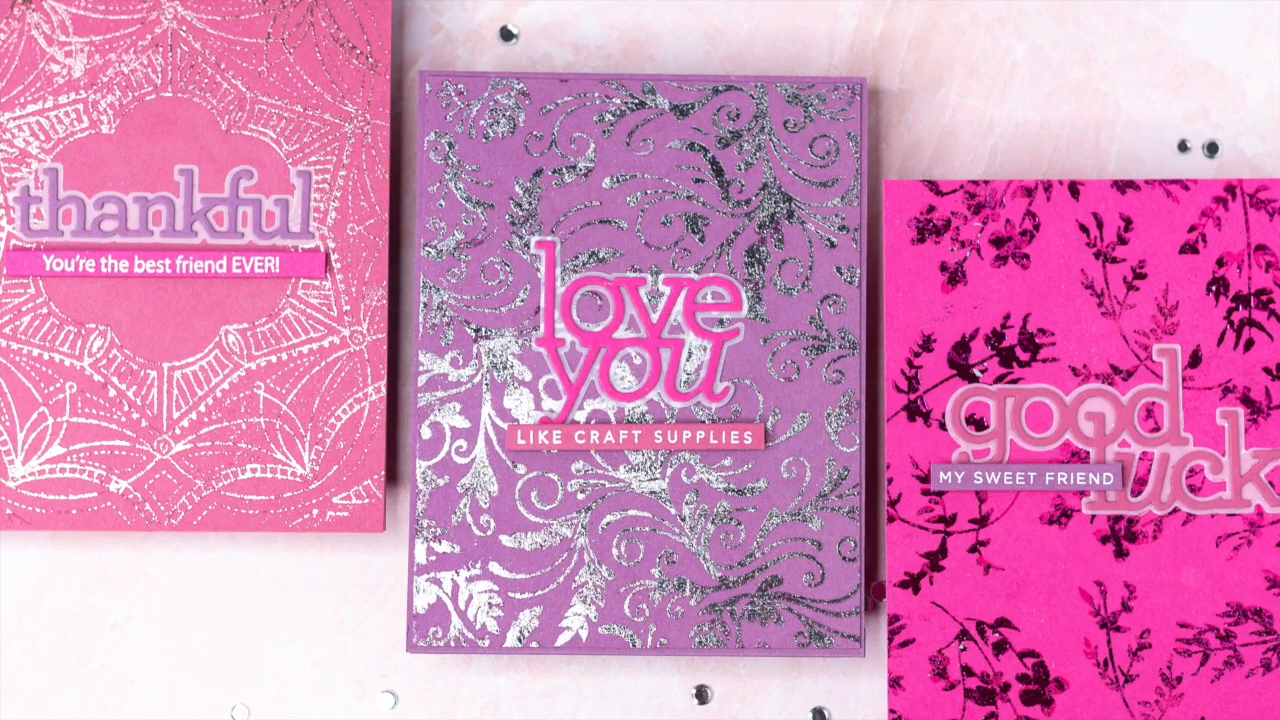 thankful
You're the best friend EVER!
love
you
LIKE CRAFT SUPPLIES
good
luck
MY SWEET FRIEND